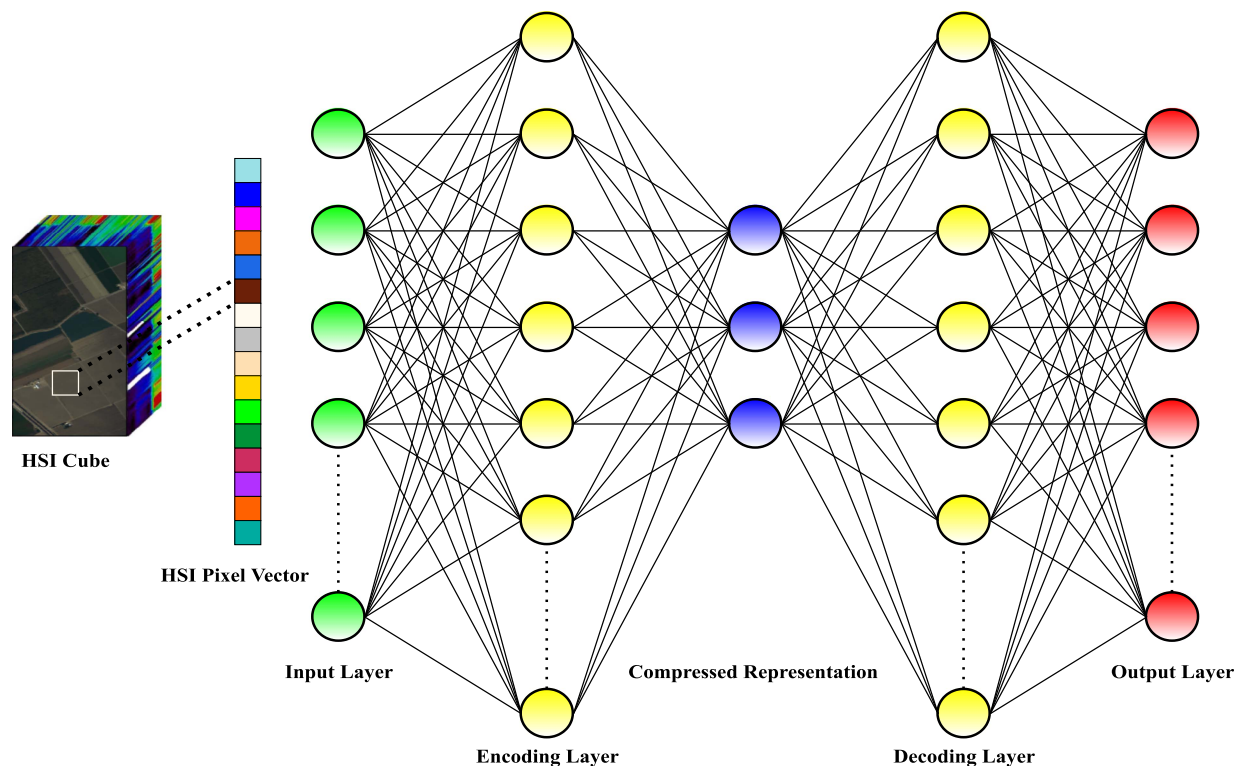 HSI Cube
HSI Pixel Vector
Input Layer
Encoding Layer
Compressed Representation
Decoding Layer
Output Layer